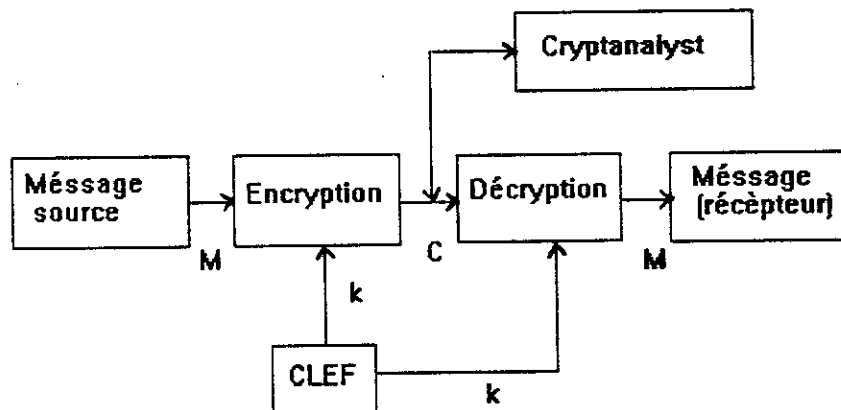 Cryptanalyst
Méssage
source
Encryption
Décryption
Méssage
(récèpteur)
M
C
M
k
CLEF
k